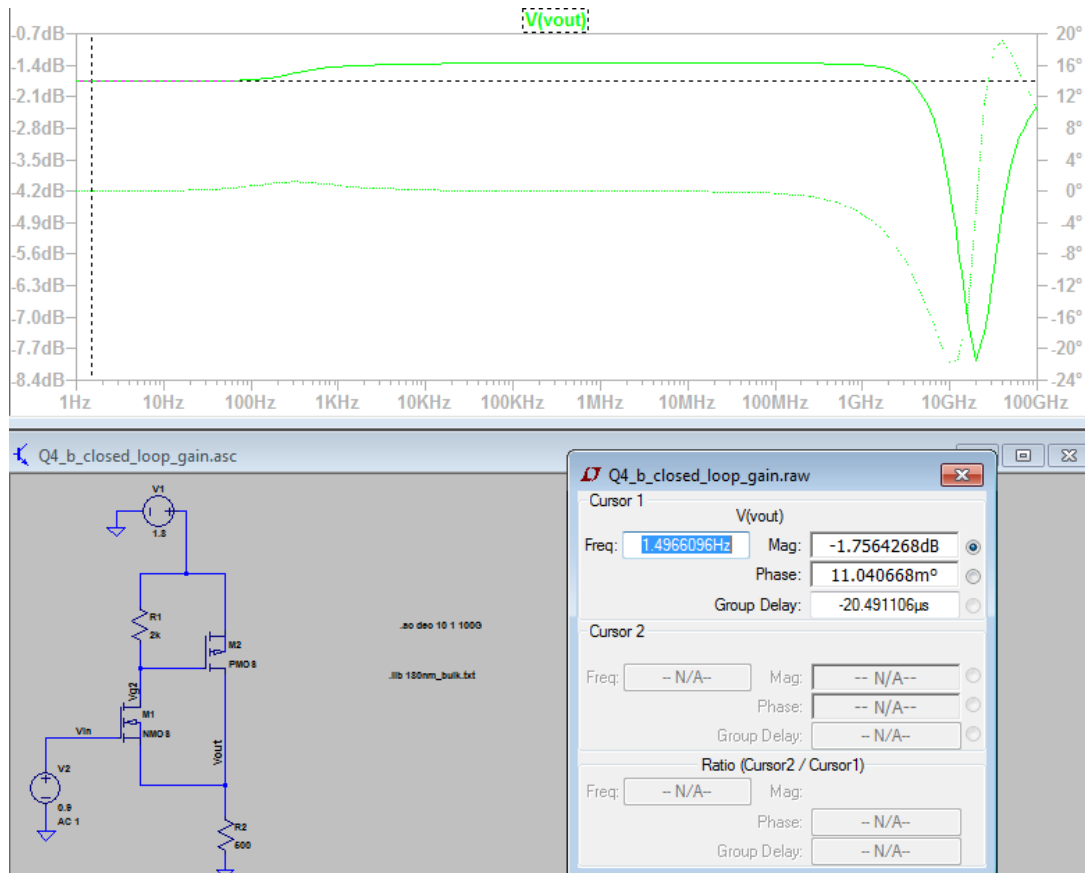 V(vout)
-0.7dB
-1.4dB
-2.1dB
-2.8dB
-3.5dB
-4.2dB
-4.9dB
-5.6dB
-6.3dB
-7.0dB
-7.7dB
-8.4dB
20°
16°
12°
8°
4°
0°
-4°
-8°
-12°
-16°
-20°
-24°
1Hz 10Hz 100Hz 1KHz 10KHz 100KHz 1MHz 10MHz 100MHz 1GHz 10GHz 100GHz
Q4_b_closed_loop_gain.asc
V1
1.8
R1
2k
M2
PMOS
.ac dec 10 1 100G
.lib 180nm_bulk.txt
Vg2
M1
NMOS
Vin
Vout
V2
0.9
AC 1
R2
500
Q4_b_closed_loop_gain.raw
Cursor 1
V(vout)
Freq: 1.4966096Hz Mag: -1.7564268dB
Phase: 11.040668m°
Group Delay: -20.491106µs
Cursor 2
Freq: -- N/A-- Mag: -- N/A--
Phase: -- N/A--
Group Delay: -- N/A--
Ratio (Cursor2 / Cursor1)
Freq: -- N/A-- Mag: -- N/A--
Phase: -- N/A--
Group Delay: -- N/A--